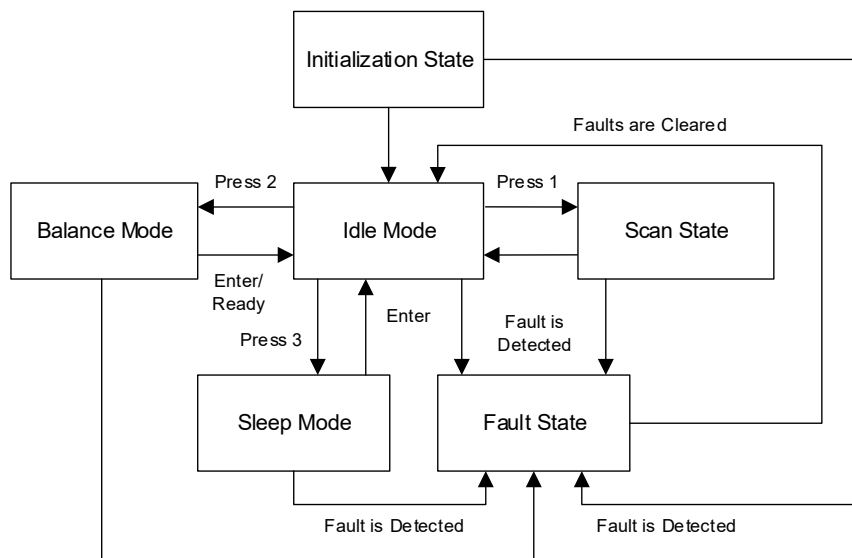 Initialization State
Faults are Cleared
Press 2
Press 1
Balance Mode
Idle Mode
Scan State
Enter/
Ready
Enter
Press 3
Fault is
Detected
Sleep Mode
Fault State
Fault is Detected
Fault is Detected